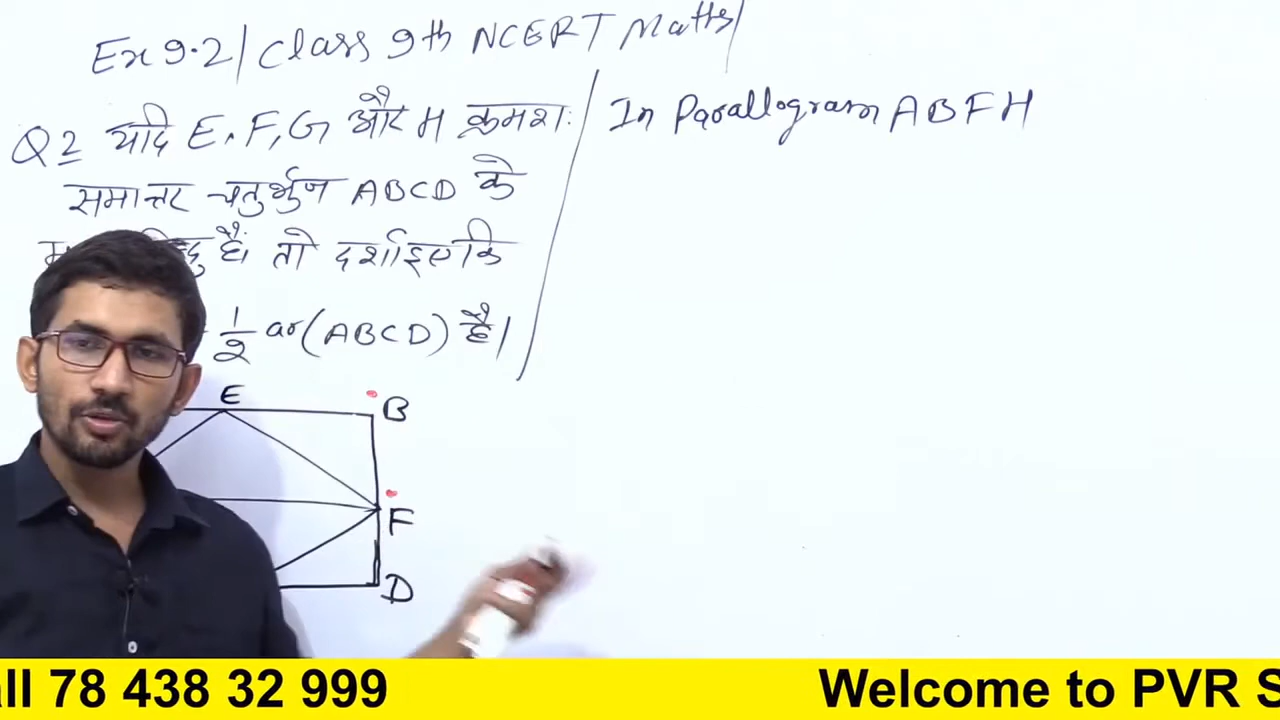 Ex 9.2/ Class 9th NCERT Maths/
Q2 यदि E, F, G और H क्रमशः
समान्तर चतुर्भुज ABCD के
हैं। तो दर्शाइए कि
1/2 ar(ABCD) है।
In Parallogram ABFH
E
B
F
D
all 78 438 32 999
Welcome to PVR S